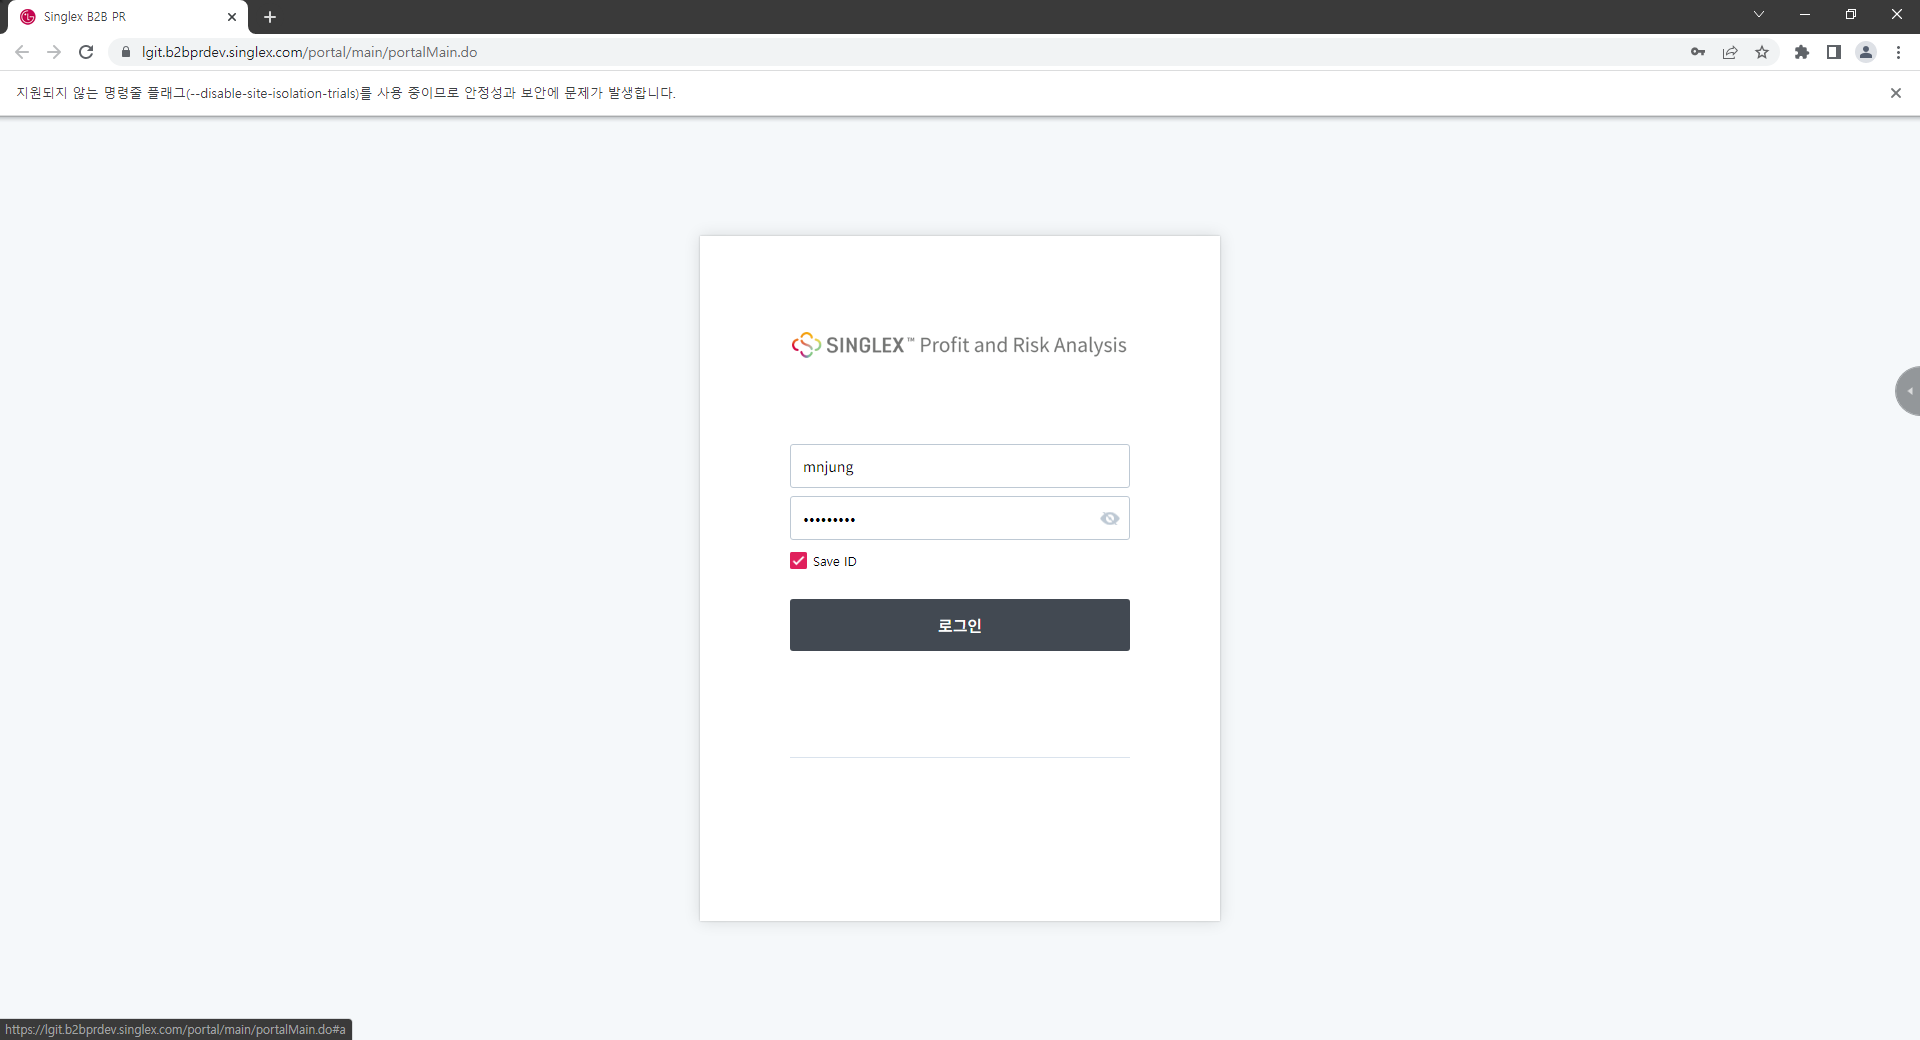 Singlex B2B PR
lgit.b2bprdev.singlex.com/portal/main/portalMain.do
지원되지 않는 명령줄 플래그(--disable-site-isolation-trials)를 사용 중이므로 안정성과 보안에 문제가 발생합니다.
SINGLEX™ Profit and Risk Analysis
mnjung
•••••••••
Save ID
로그인
https://lgit.b2bprdev.singlex.com/portal/main/portalMain.do#a